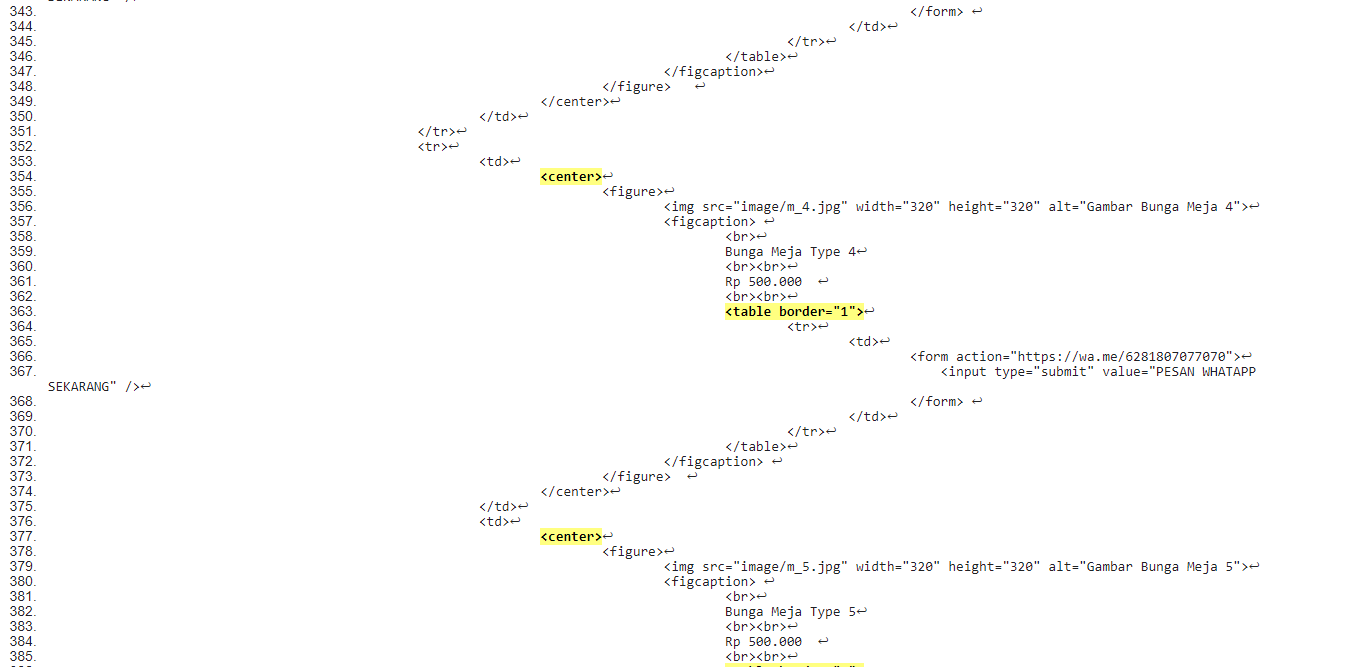 343. </form> ↩
344. </td>↩
345. </tr>↩
346. </table>↩
347. </figcaption>↩
348. </figure> ↩
349. </center>↩
350. </td>↩
351. </tr>↩
352. <tr>↩
353. <td>↩
354. <center>↩
355. <figure>↩
356. <img src="image/m_4.jpg" width="320" height="320" alt="Gambar Bunga Meja 4">↩
357. <figcaption> ↩
358. <br>↩
359. Bunga Meja Type 4↩
360. <br><br>↩
361. Rp 500.000 ↩
362. <br><br>↩
363. <table border="1">↩
364. <tr>↩
365. <td>↩
366. <form action="https://wa.me/6281807077070">↩
367. <input type="submit" value="PESAN WHATAPP
SEKARANG" />↩
368. </form> ↩
369. </td>↩
370. </tr>↩
371. </table>↩
372. </figcaption> ↩
373. </figure> ↩
374. </center>↩
375. </td>↩
376. <td>↩
377. <center>↩
378. <figure>↩
379. <img src="image/m_5.jpg" width="320" height="320" alt="Gambar Bunga Meja 5">↩
380. <figcaption> ↩
381. <br>↩
382. Bunga Meja Type 5↩
383. <br><br>↩
384. Rp 500.000 ↩
385. <br><br>↩